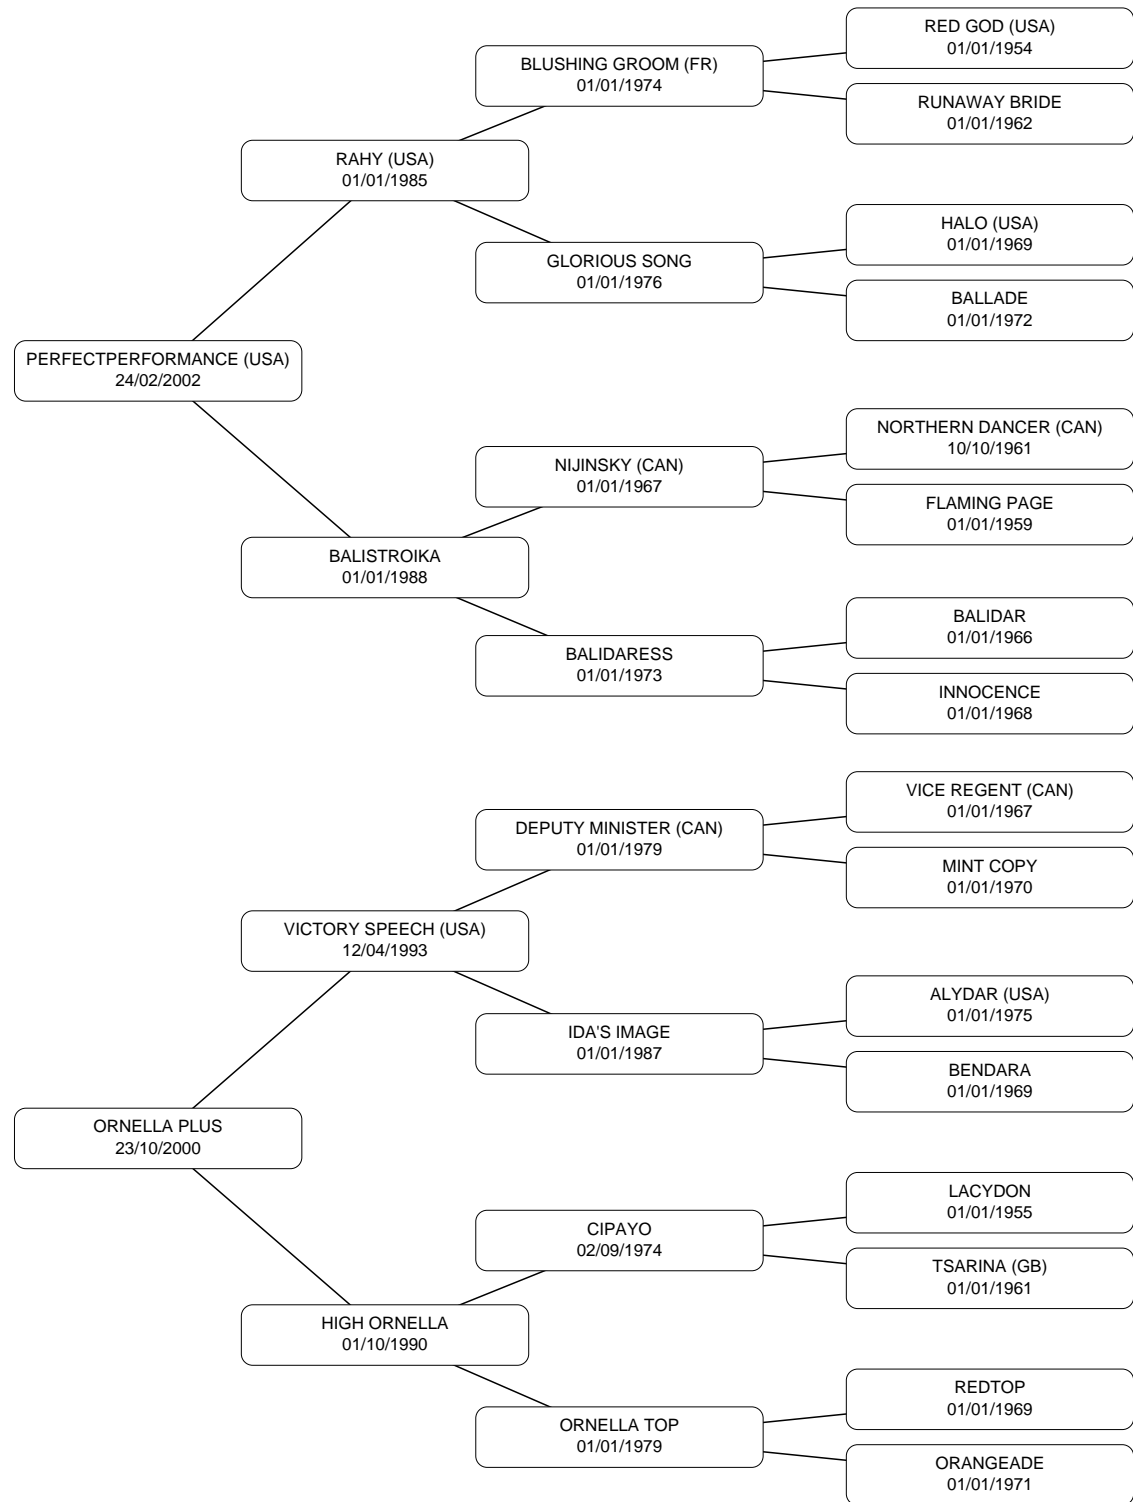 RED GOD (USA)
01/01/1954
BLUSHING GROOM (FR)
01/01/1974
RUNAWAY BRIDE
01/01/1962
RAHY (USA)
01/01/1985
HALO (USA)
01/01/1969
GLORIOUS SONG
01/01/1976
BALLADE
01/01/1972
PERFECTPERFORMANCE (USA)
24/02/2002
NORTHERN DANCER (CAN)
10/10/1961
NIJINSKY (CAN)
01/01/1967
FLAMING PAGE
01/01/1959
BALISTROIKA
01/01/1988
BALIDAR
01/01/1966
BALIDARESS
01/01/1973
INNOCENCE
01/01/1968
VICE REGENT (CAN)
01/01/1967
DEPUTY MINISTER (CAN)
01/01/1979
MINT COPY
01/01/1970
VICTORY SPEECH (USA)
12/04/1993
ALYDAR (USA)
01/01/1975
IDA'S IMAGE
01/01/1987
BENDARA
01/01/1969
ORNELLA PLUS
23/10/2000
LACYDON
01/01/1955
CIPAYO
02/09/1974
TSARINA (GB)
01/01/1961
HIGH ORNELLA
01/10/1990
REDTOP
01/01/1969
ORNELLA TOP
01/01/1979
ORANGEADE
01/01/1971